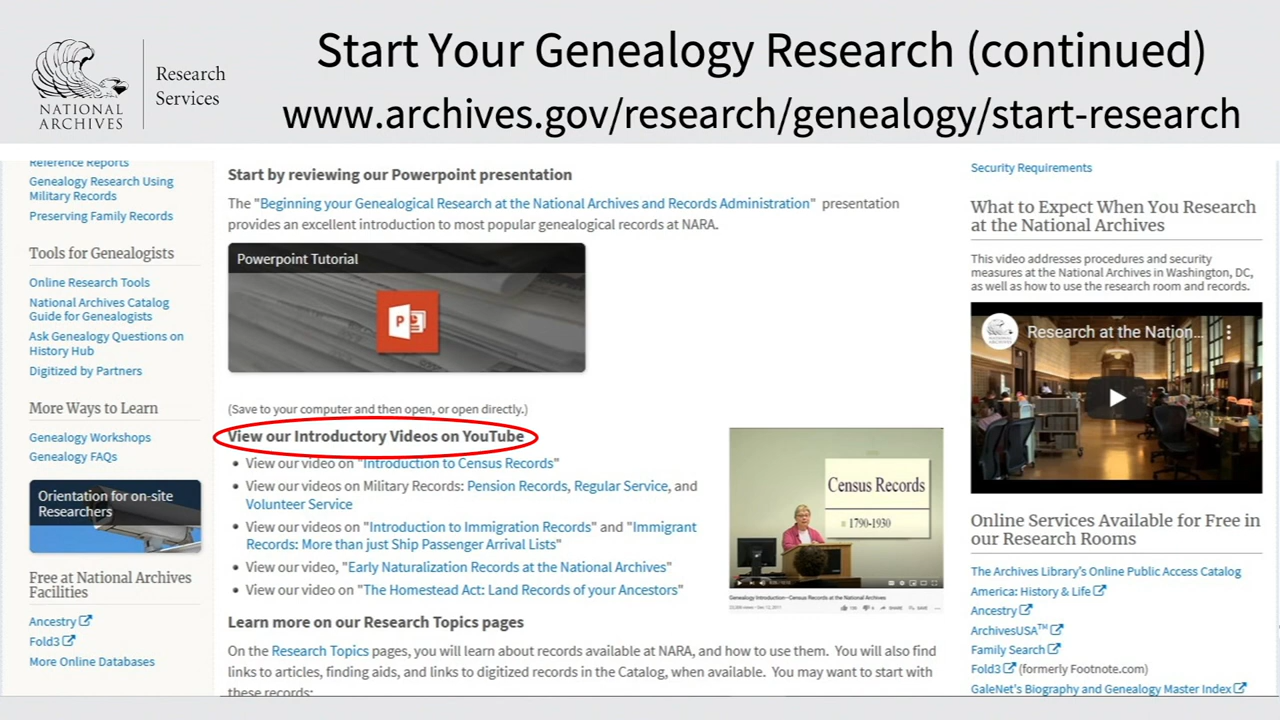 NATIONAL
ARCHIVES
Research
Services
Start Your Genealogy Research (continued)
www.archives.gov/research/genealogy/start-research
Reference Reports
Genealogy Research Using
Military Records
Preserving Family Records
Tools for Genealogists
Online Research Tools
National Archives Catalog
Guide for Genealogists
Ask Genealogy Questions on
History Hub
Digitized by Partners
More Ways to Learn
Genealogy Workshops
Genealogy FAQs
Orientation for on-site
Researchers
Free at National Archives
Facilities
Ancestry
Fold3
More Online Databases
Start by reviewing our Powerpoint presentation
The "Beginning your Genealogical Research at the National Archives and Records Administration" presentation
provides an excellent introduction to most popular genealogical records at NARA.
Powerpoint Tutorial
P
(Save to your computer and then open, or open directly.)
View our Introductory Videos on YouTube
View our video on "Introduction to Census Records"
View our videos on Military Records: Pension Records, Regular Service, and
Volunteer Service
View our videos on "Introduction to Immigration Records" and "Immigrant
Records: More than just Ship Passenger Arrival Lists"
View our video, "Early Naturalization Records at the National Archives"
View our video on "The Homestead Act: Land Records of your Ancestors"
Census Records
1790-1930
Genealogy Introduction—Census Records at the National Archives
Learn more on our Research Topics pages
On the Research Topics pages, you will learn about records available at NARA, and how to use them. You will also find
links to articles, finding aids, and links to digitized records in the Catalog, when available. You may want to start with
these records:
Security Requirements
What to Expect When You Research
at the National Archives
This video addresses procedures and security
measures at the National Archives in Washington, DC,
as well as how to use the research room and records.
Research at the Nation...
Online Services Available for Free in
our Research Rooms
The Archives Library's Online Public Access Catalog
America: History & Life
Ancestry
ArchivesUSA™
Family Search
Fold3 (formerly Footnote.com)
GaleNet's Biography and Genealogy Master Index